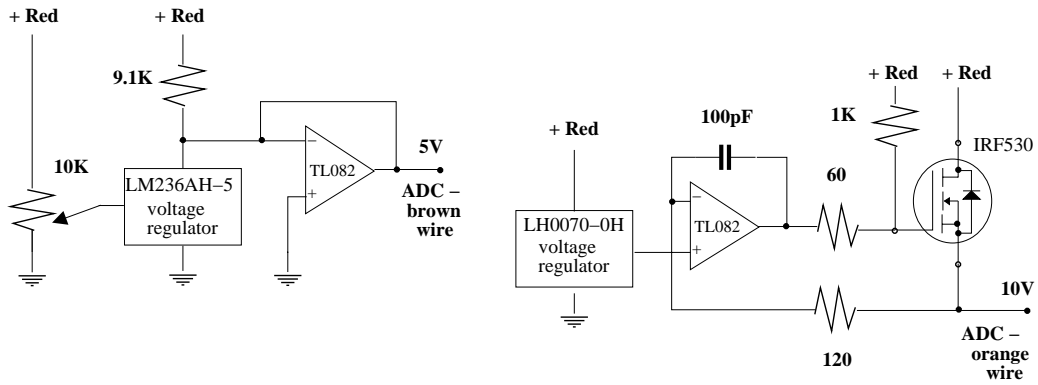 + Red
+ Red
9.1K
10K
LM236AH−5
voltage
regulator
−
TL082
+
5V
ADC −
brown
wire
+ Red
+ Red
+ Red
100pF
1K
IRF530
60
LH0070−0H
voltage
regulator
−
TL082
+
10V
120
ADC −
orange
wire